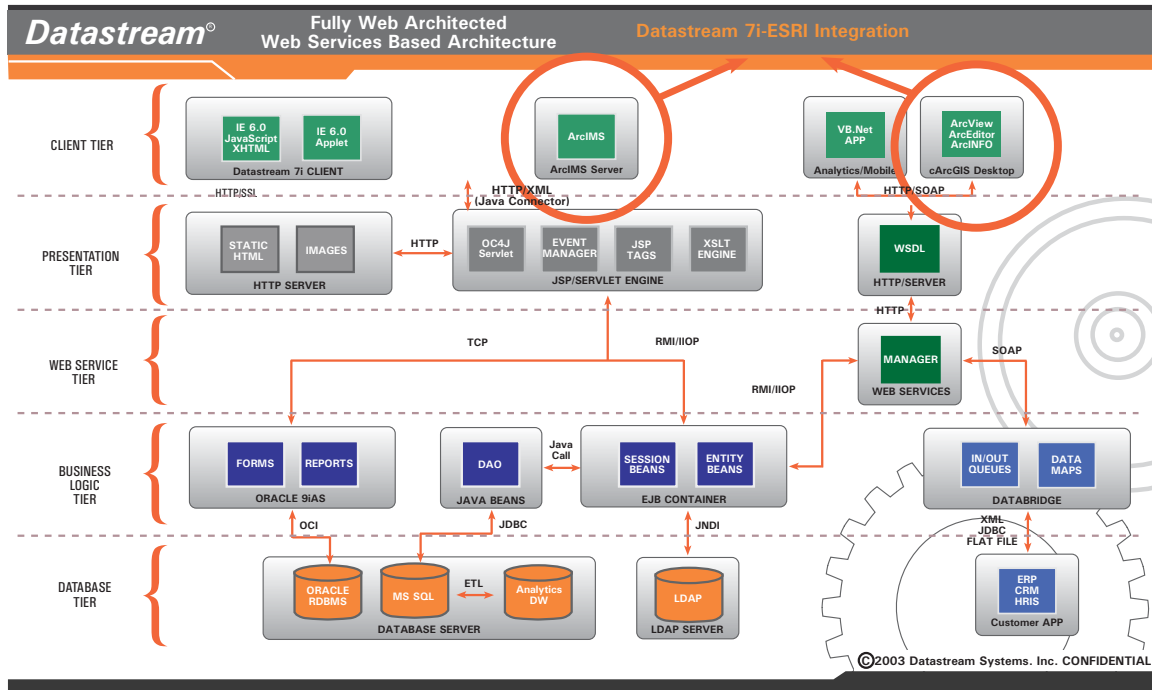 Datastream®
Fully Web Architected
Web Services Based Architecture
Datastream 7i-ESRI Integration
CLIENT TIER
IE 6.0
JavaScript
XHTML
IE 6.0
Applet
Datastream 7i CLIENT
ArcIMS
ArcIMS Server
VB.Net
APP
Analytics/Mobile
ArcView
ArcEditor
ArcINFO
cArcGIS Desktop
HTTP/SSL
HTTP/XML
(Java Connector)
HTTP/SOAP
PRESENTATION
TIER
STATIC
HTML
IMAGES
HTTP SERVER
HTTP
OC4J
Servlet
EVENT
MANAGER
JSP
TAGS
XSLT
ENGINE
JSP/SERVLET ENGINE
WSDL
HTTP/SERVER
HTTP
WEB SERVICE
TIER
TCP
RMI/IIOP
MANAGER
WEB SERVICES
SOAP
RMI/IIOP
BUSINESS
LOGIC
TIER
FORMS
REPORTS
ORACLE 9iAS
DAO
JAVA BEANS
Java
Call
SESSION
BEANS
ENTITY
BEANS
EJB CONTAINER
IN/OUT
QUEUES
DATA
MAPS
DATABRIDGE
OCI
JDBC
JNDI
XML
JDBC
FLAT FILE
DATABASE
TIER
ORACLE
RDBMS
MS SQL
ETL
Analytics
DW
DATABASE SERVER
LDAP
LDAP SERVER
ERP
CRM
HRIS
Customer APP
©2003 Datastream Systems. Inc. CONFIDENTIAL